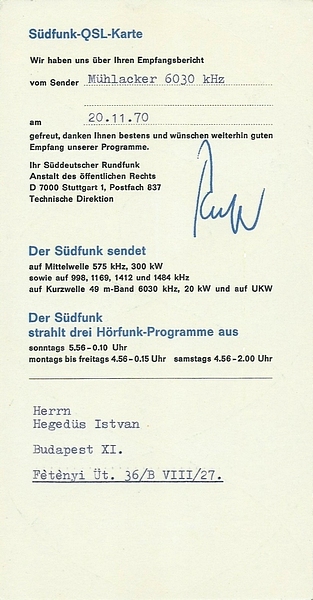 Südfunk-QSL-Karte
Wir haben uns über Ihren Empfangsbericht
vom Sender Mühlacker 6030 kHz
am 20.11.70
gefreut, danken Ihnen bestens und wünschen weiterhin guten
Empfang unserer Programme.
Ihr Süddeutscher Rundfunk
Anstalt des öffentlichen Rechts
D 7000 Stuttgart 1, Postfach 837
Technische Direktion
Der Südfunk sendet
auf Mittelwelle 575 kHz, 300 kW
sowie auf 998, 1169, 1412 und 1484 kHz
auf Kurzwelle 49 m-Band 6030 kHz, 20 kW und auf UKW
Der Südfunk
strahlt drei Hörfunk-Programme aus
sonntags 5.56-0.10 Uhr
montags bis freitags 4.56-0.15 Uhr samstags 4.56-2.00 Uhr
Herrn
Hegedüs Istvan
Budapest XI.
Fètènyi Üt. 36/B VIII/27.